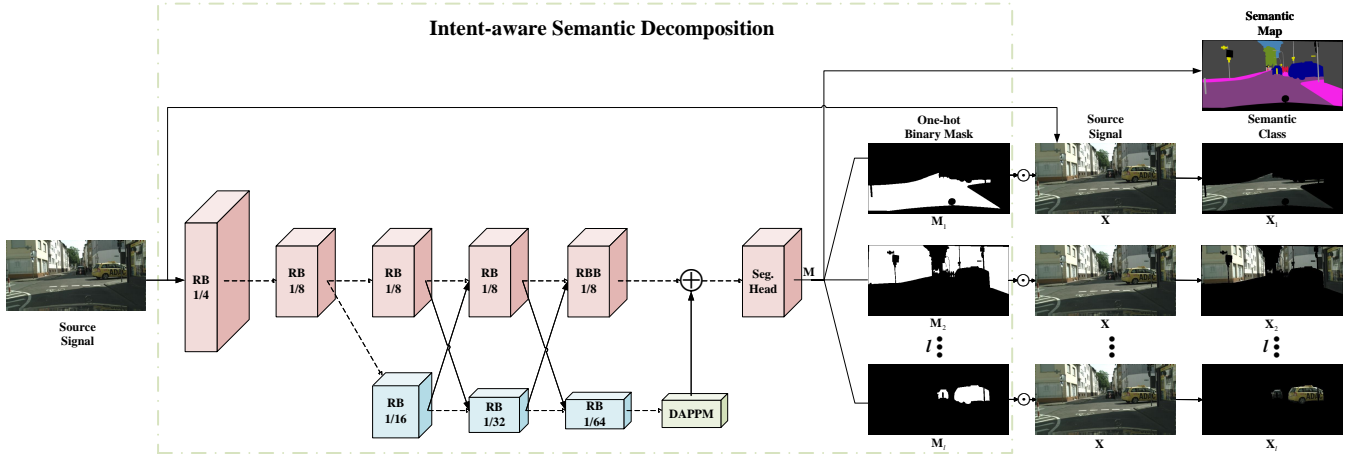 Intent-aware Semantic Decomposition
Semantic
Map
One-hot
Binary Mask
Source
Signal
Semantic
Class
M₁
X
X₁
RB
1/4
RB
1/8
RB
1/8
RB
1/8
RBB
1/8
Seg.
Head
M
Source
Signal
M₂
X
X₂
l
l
RB
1/16
RB
1/32
RB
1/64
DAPPM
Mₗ
X
Xₗ